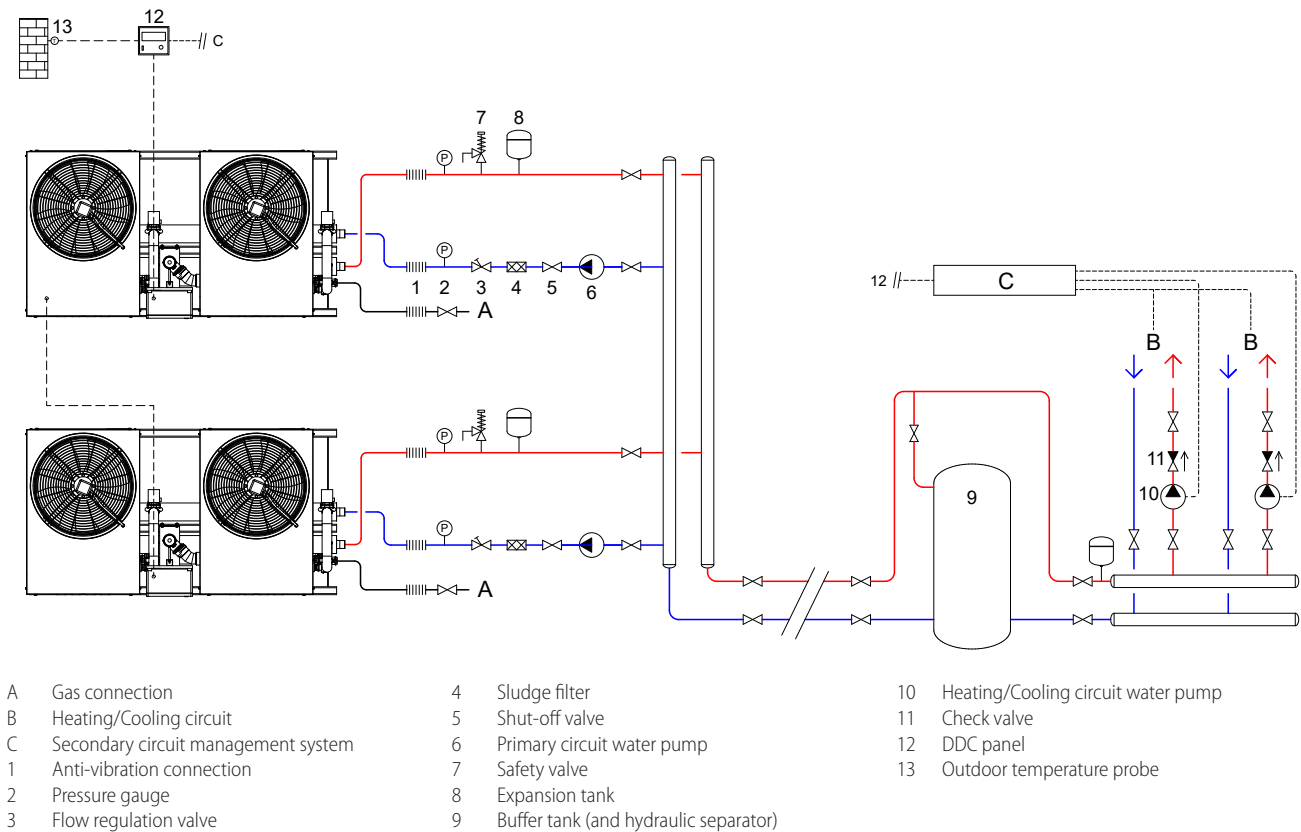 13
12
C
7
8
P
P
1
2
3
4
5
6
A
12
C
B
B
P
P
A
11
10
9
A Gas connection
B Heating/Cooling circuit
C Secondary circuit management system
1 Anti-vibration connection
2 Pressure gauge
3 Flow regulation valve
4 Sludge filter
5 Shut-off valve
6 Primary circuit water pump
7 Safety valve
8 Expansion tank
9 Buffer tank (and hydraulic separator)
10 Heating/Cooling circuit water pump
11 Check valve
12 DDC panel
13 Outdoor temperature probe